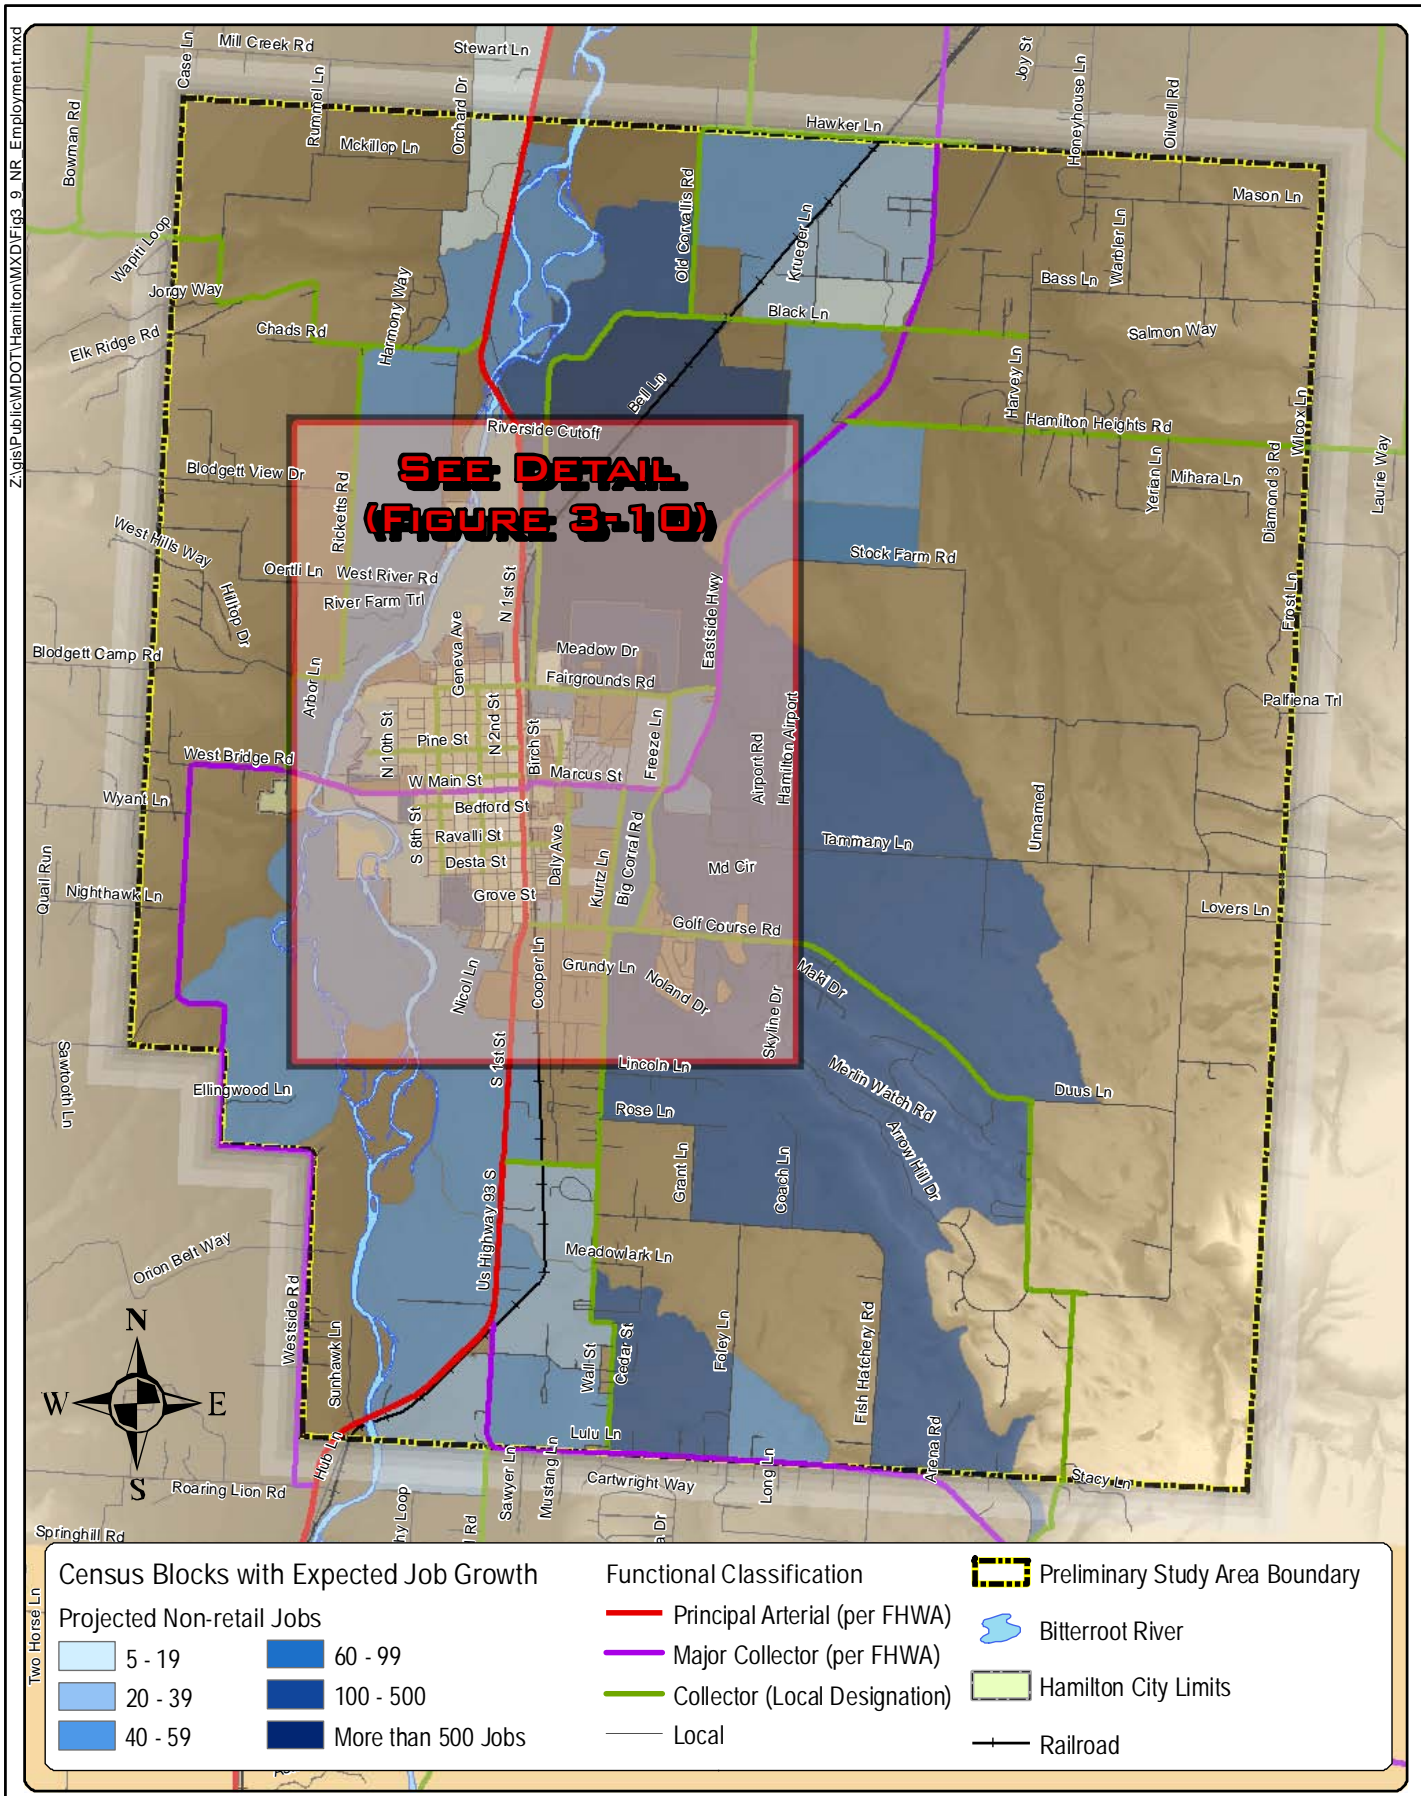 Z:\gis\Public\MDOT\Hamilton\MXD\Fig3_9_NR_Employment.mxd
Case Ln
Mill Creek Rd
Stewart Ln
Joy St
Honeyhouse Ln
Oilwell Rd
Rummel Ln
Orchard Dr
Bowman Rd
Mckillop Ln
Hawker Ln
Mason Ln
Old Corvallis Rd
Krueger Ln
Warbler Ln
Wapiti Loop
Jorgy Way
Harmony Way
Bass Ln
Chads Rd
Black Ln
Salmon Way
Elk Ridge Rd
Bell Ln
Harvey Ln
Wilcox Ln
Riverside Cutoff
Hamilton Heights Rd
SEE DETAIL
(FIGURE 3-10)
Blodgett View Dr
Ricketts Rd
Yerian Ln
Mihara Ln
Diamond 3 Rd
Laurie Way
West Hills Way
Stock Farm Rd
Oertli Ln
West River Rd
River Farm Trl
N 1st St
Hilltop Dr
Eastside Hwy
Frost Ln
Geneva Ave
Meadow Dr
Blodgett Camp Rd
Arbor Ln
Fairgrounds Rd
Palfiena Trl
N 10th St
Pine St
N 2nd St
Birch St
Freeze Ln
Airport Rd
Hamilton Airport
West Bridge Rd
W Main St
Marcus St
Wyant Ln
Bedford St
Unnamed
S 8th St
Ravalli St
Daly Ave
Big Corral Rd
Tammany Ln
Quail Run
Desta St
Kurtz Ln
Md Cir
Nighthawk Ln
Grove St
Lovers Ln
Golf Course Rd
Nicol Ln
Cooper Ln
Grundy Ln
Noland Dr
Maki Dr
Skyline Dr
S 1st St
Lincoln Ln
Sawtooth Ln
Ellingwood Ln
Merlin Watch Rd
Duus Ln
Rose Ln
Arrow Hill Dr
Grant Ln
Coach Ln
Us Highway 93 S
Orion Belt Way
Meadowlark Ln
Westside Rd
Sunhawk Ln
Wall St
Cedar St
Foley Ln
Fish Hatchery Rd
N
W
E
S
Hub Ln
Lulu Ln
Arena Rd
Roaring Lion Rd
Sawyer Ln
Mustang Ln
Cartwright Way
Long Ln
Stacy Ln
Springhill Rd
hy Loop
l Rd
a Dr
Two Horse Ln
Census Blocks with Expected Job Growth
Projected Non-retail Jobs
5 - 19
20 - 39
40 - 59
60 - 99
100 - 500
More than 500 Jobs
Functional Classification
Principal Arterial (per FHWA)
Major Collector (per FHWA)
Collector (Local Designation)
Local
Preliminary Study Area Boundary
Bitterroot River
Hamilton City Limits
Railroad